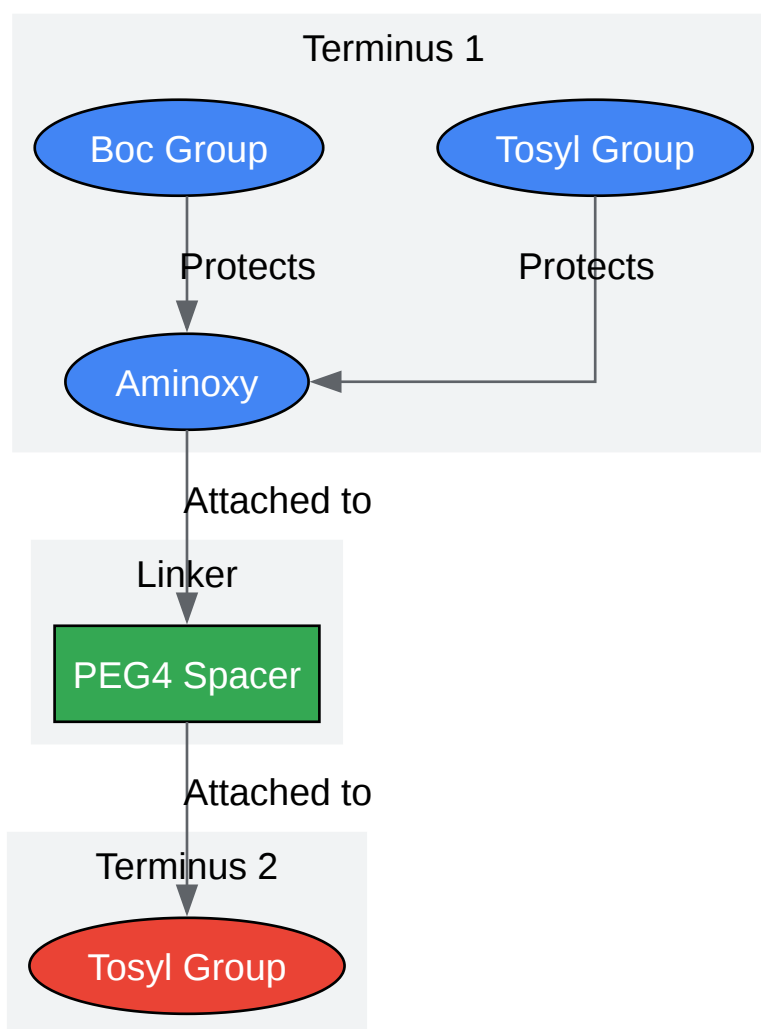 Terminus 1
Boc Group
Tosyl Group
Protects
Protects
Aminoxy
Attached to
Linker
PEG4 Spacer
Attached to
Terminus 2
Tosyl Group